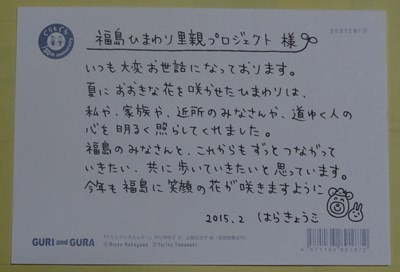 福島ひまわり里親プロジェクト 様
いつも大変お世話になっております。
夏におおきな花を咲かせたひまわりは、
私や、家族や、近所のみなさんや、道ゆく人の
心を明るく照らしてくれました。
福島のみなさんと、これからもずっとつながって
いきたい、共に歩いていきたいと思っています。
今年も福島に笑顔の花が咲きますように
2015.2 はらきょうこ
GURI and GURA